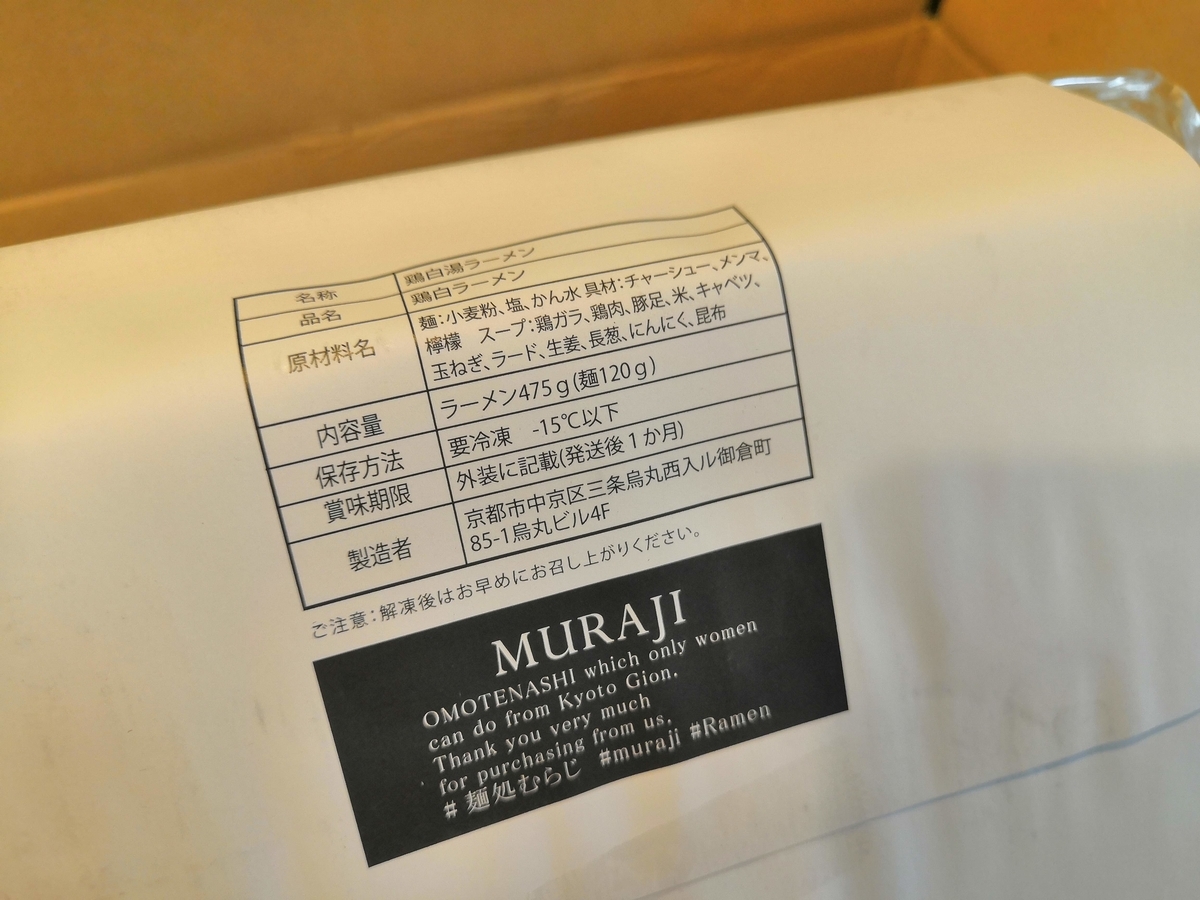 名称 鶏白湯ラーメン
品名 鶏白ラーメン
原材料名 麺:小麦粉、塩、かん水 具材:チャーシュー、メンマ、
檸檬 スープ:鶏ガラ、鶏肉、豚足、米、キャベツ、
玉ねぎ、ラード、生姜、長葱、にんにく、昆布
内容量 ラーメン475g(麺120g)
保存方法 要冷凍 -15℃以下
賞味期限 外装に記載(発送後1か月)
製造者 京都市中京区三条烏丸西入ル御倉町
85-1烏丸ビル4F
ご注意:解凍後はお早めにお召し上がりください。
MURAJI
OMOTENASHI which only women
can do from Kyoto Gion.
Thank you very much
for purchasing from us.
#麺処むらじ #muraji #Ramen